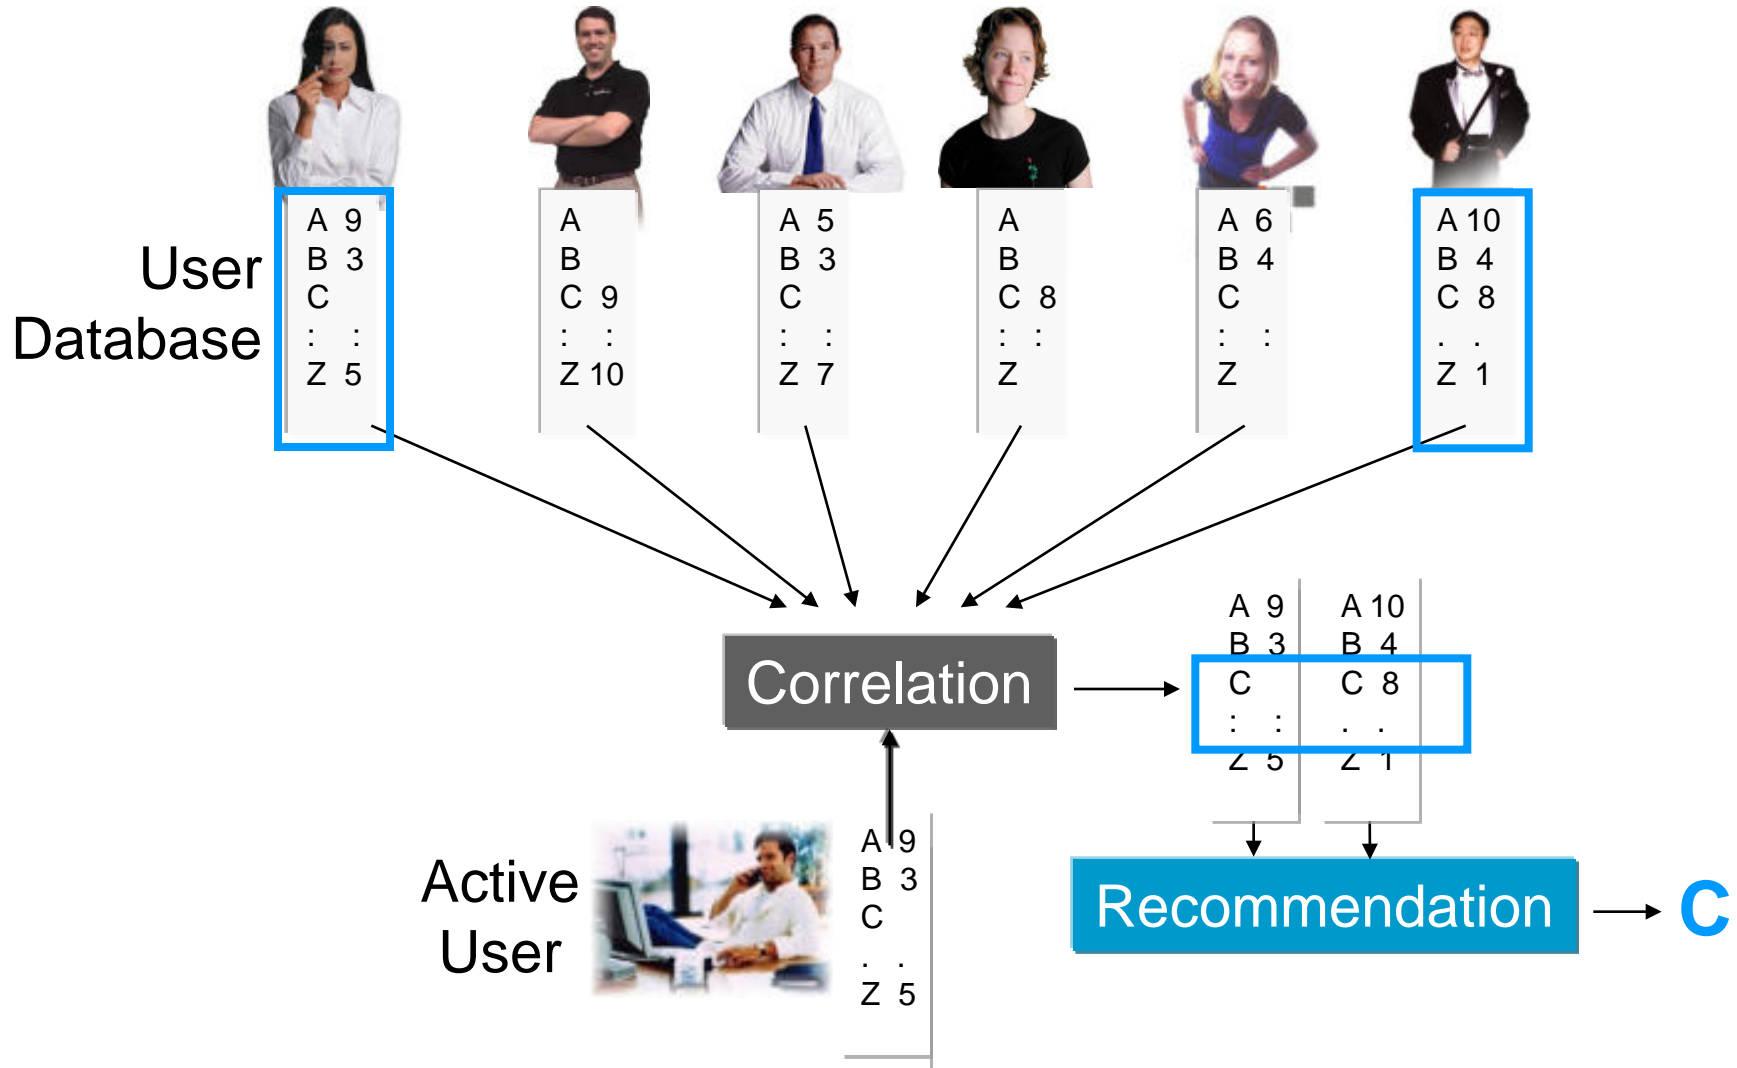 User
Database
A 9
B 3
C
: :
Z 5
A
B
C 9
: :
Z 10
A 5
B 3
C
: :
Z 7
A
B
C 8
: :
Z
A 6
B 4
C
: :
Z
A 10
B 4
C 8
. .
Z 1
Correlation
A 9
B 3
C
: :
Z 5
A 10
B 4
C 8
. .
Z 1
Active
User
A 9
B 3
C
. .
Z 5
Recommendation
C